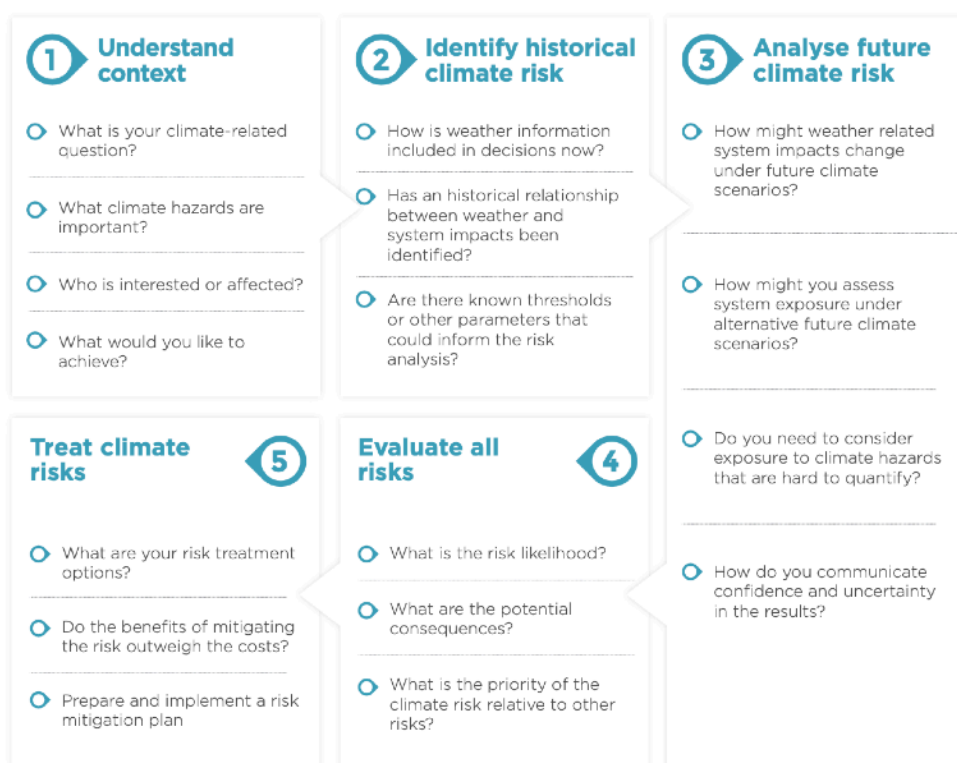 1
Understand
context
What is your climate-related
question?
What climate hazards are
important?
Who is interested or affected?
What would you like to
achieve?
2
Identify historical
climate risk
How is weather information
included in decisions now?
Has an historical relationship
between weather and
system impacts been
identified?
Are there known thresholds
or other parameters that
could inform the risk
analysis?
3
Analyse future
climate risk
How might weather related
system impacts change
under future climate
scenarios?
How might you assess
system exposure under
alternative future climate
scenarios?
Do you need to consider
exposure to climate hazards
that are hard to quantify?
How do you communicate
confidence and uncertainty
in the results?
Evaluate all
risks
4
What is the risk likelihood?
What are the potential
consequences?
What is the priority of the
climate risk relative to other
risks?
Treat climate
risks
5
What are your risk treatment
options?
Do the benefits of mitigating
the risk outweigh the costs?
Prepare and implement a risk
mitigation plan